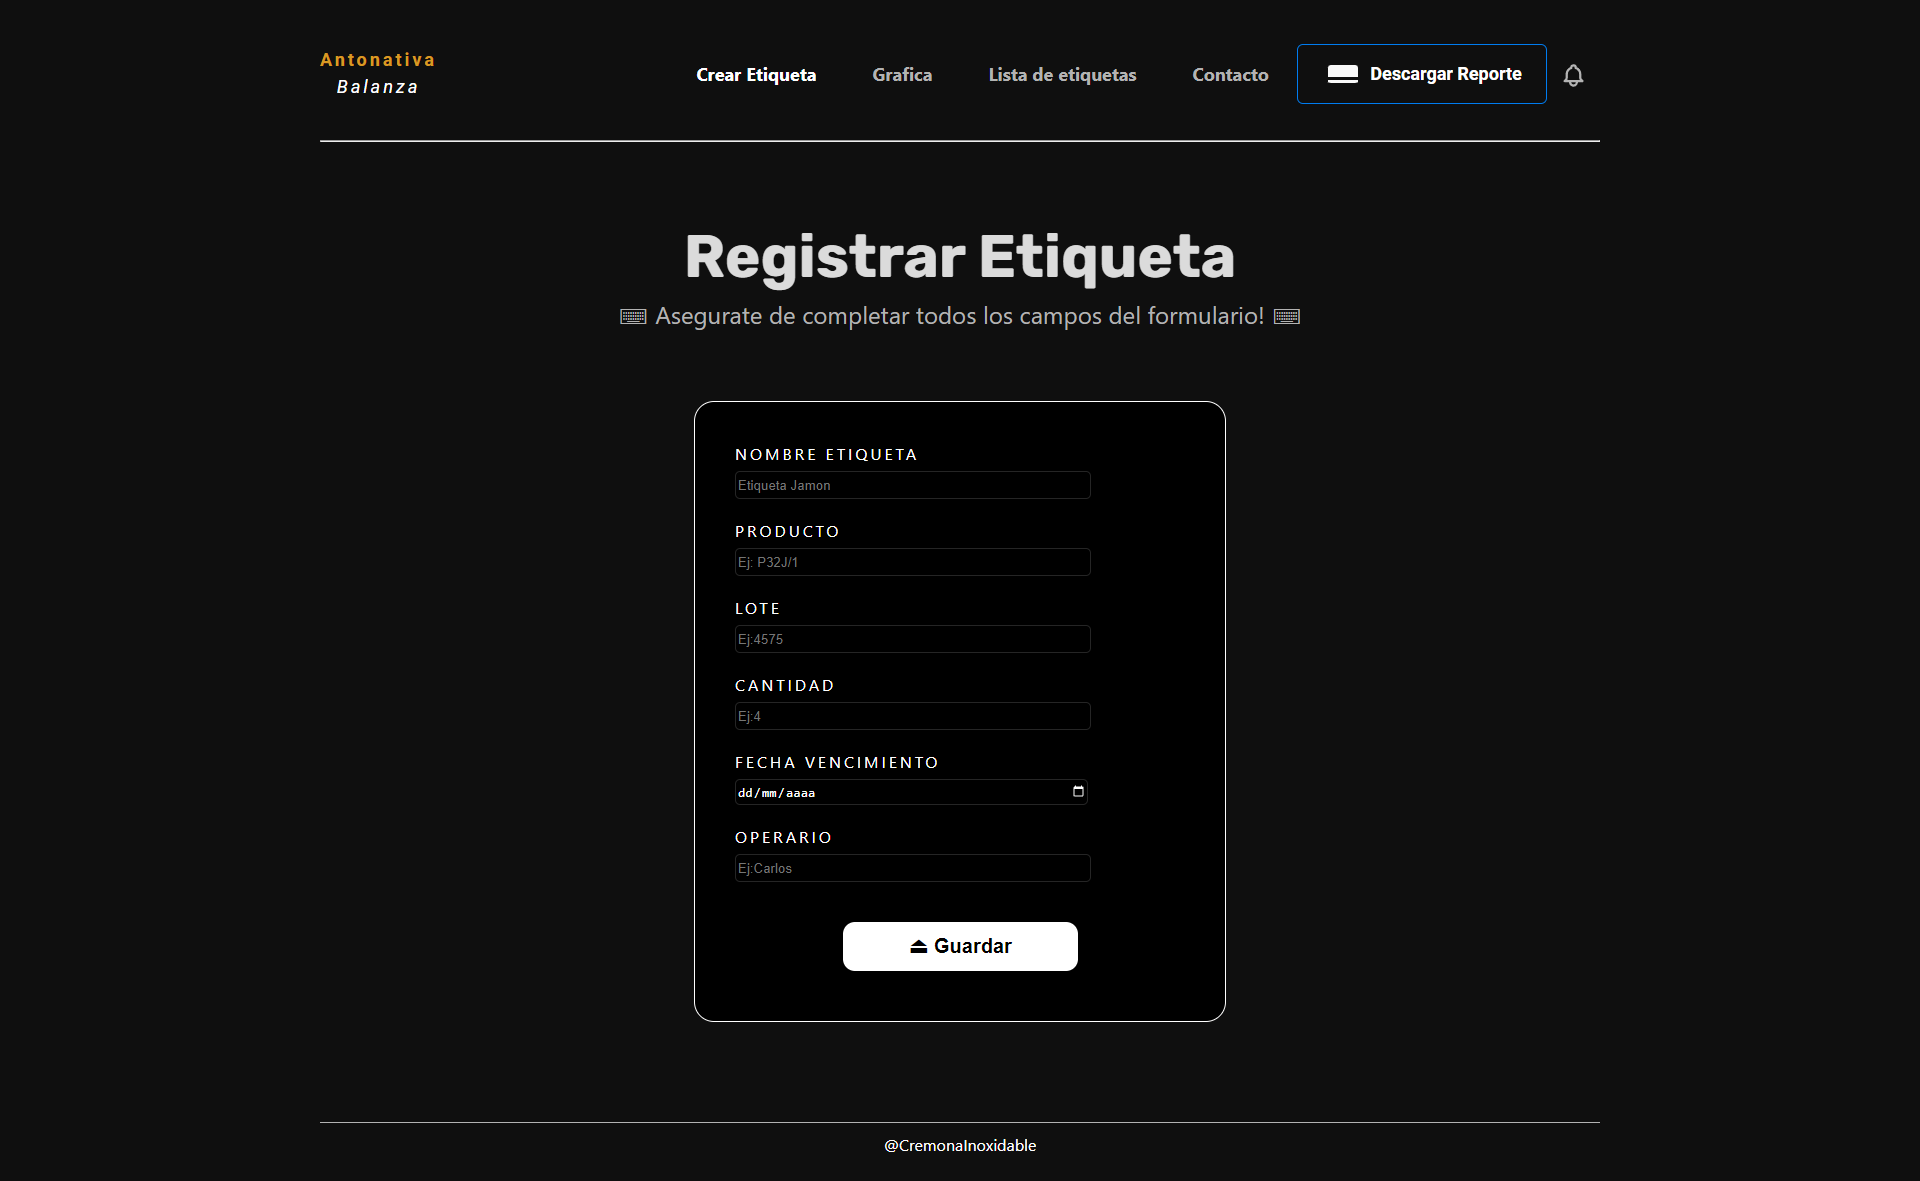 Antonativa
Balanza
Crear Etiqueta
Grafica
Lista de etiquetas
Contacto
Descargar Reporte
Registrar Etiqueta
⌨ Asegurate de completar todos los campos del formulario! ⌨
NOMBRE ETIQUETA
Etiqueta Jamon
PRODUCTO
Ej: P32J/1
LOTE
Ej:4575
CANTIDAD
Ej:4
FECHA VENCIMIENTO
dd/mm/aaaa
OPERARIO
Ej:Carlos
⏏ Guardar
@CremonaInoxidable